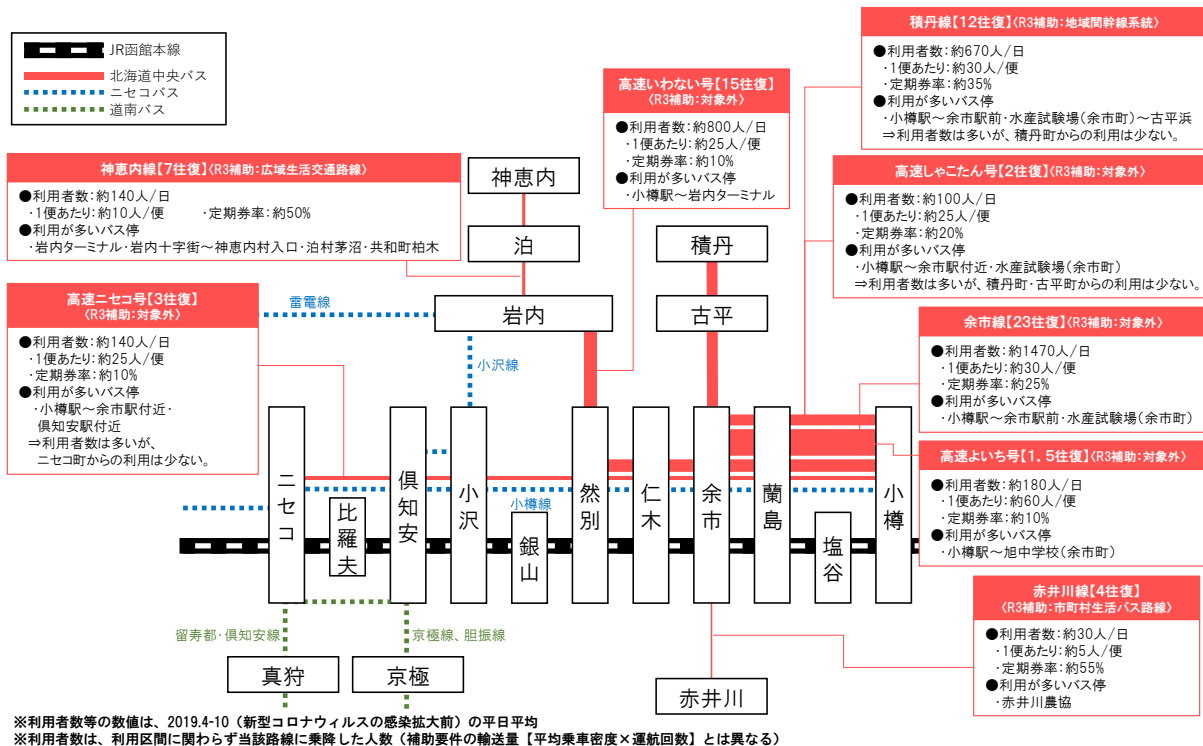 JR函館本線
北海道中央バス
ニセコバス
道南バス
積丹線【12往復】〈R3補助：地域間幹線系統〉
●利用者数：約670人/日
・1便あたり：約30人/便
・定期券率：約35%
●利用が多いバス停
・小樽駅～余市駅前・水産試験場（余市町）～古平浜
⇒利用者数は多いが、積丹町からの利用は少ない。
高速いわない号【15往復】
〈R3補助：対象外〉
●利用者数：約800人/日
・1便あたり：約25人/便
・定期券率：約10%
●利用が多いバス停
・小樽駅～岩内ターミナル
神恵内線【7往復】〈R3補助：広域生活交通路線〉
●利用者数：約140人/日
・1便あたり：約10人/便　・定期券率：約50%
●利用が多いバス停
・岩内ターミナル・岩内十字街～神恵内村入口・泊村茅沼・共和町柏木
高速しゃこたん号【2往復】〈R3補助：対象外〉
●利用者数：約100人/日
・1便あたり：約25人/便
・定期券率：約20%
●利用が多いバス停
・小樽駅～余市駅付近・水産試験場（余市町）
⇒利用者数は多いが、積丹町・古平町からの利用は少ない。
高速ニセコ号【3往復】
〈R3補助：対象外〉
●利用者数：約140人/日
・1便あたり：約25人/便
・定期券率：約10%
●利用が多いバス停
・小樽駅～余市駅付近・
倶知安駅付近
⇒利用者数は多いが、
ニセコ町からの利用は少ない。
余市線【23往復】〈R3補助：対象外〉
●利用者数：約1470人/日
・1便あたり：約30人/便
・定期券率：約25%
●利用が多いバス停
・小樽駅～余市駅前・水産試験場（余市町）
高速よいち号【1．5往復】〈R3補助：対象外〉
●利用者数：約180人/日
・1便あたり：約60人/便
・定期券率：約10%
●利用が多いバス停
・小樽駅～旭中学校（余市町）
赤井川線【4往復】
〈R3補助：市町村生活バス路線〉
●利用者数：約30人/日
・1便あたり：約5人/便
・定期券率：約55%
●利用が多いバス停
・赤井川農協
神恵内
泊
岩内
積丹
古平
雷電線
小沢線
小樽線
ニセコ
比羅夫
倶知安
小沢
銀山
然別
仁木
余市
蘭島
塩谷
小樽
留寿都・倶知安線
京極線、胆振線
真狩
京極
赤井川
※利用者数等の数値は、2019.4-10（新型コロナウィルスの感染拡大前）の平日平均
※利用者数は、利用区間に関わらず当該路線に乗降した人数（補助要件の輸送量【平均乗車密度×運航回数】とは異なる）